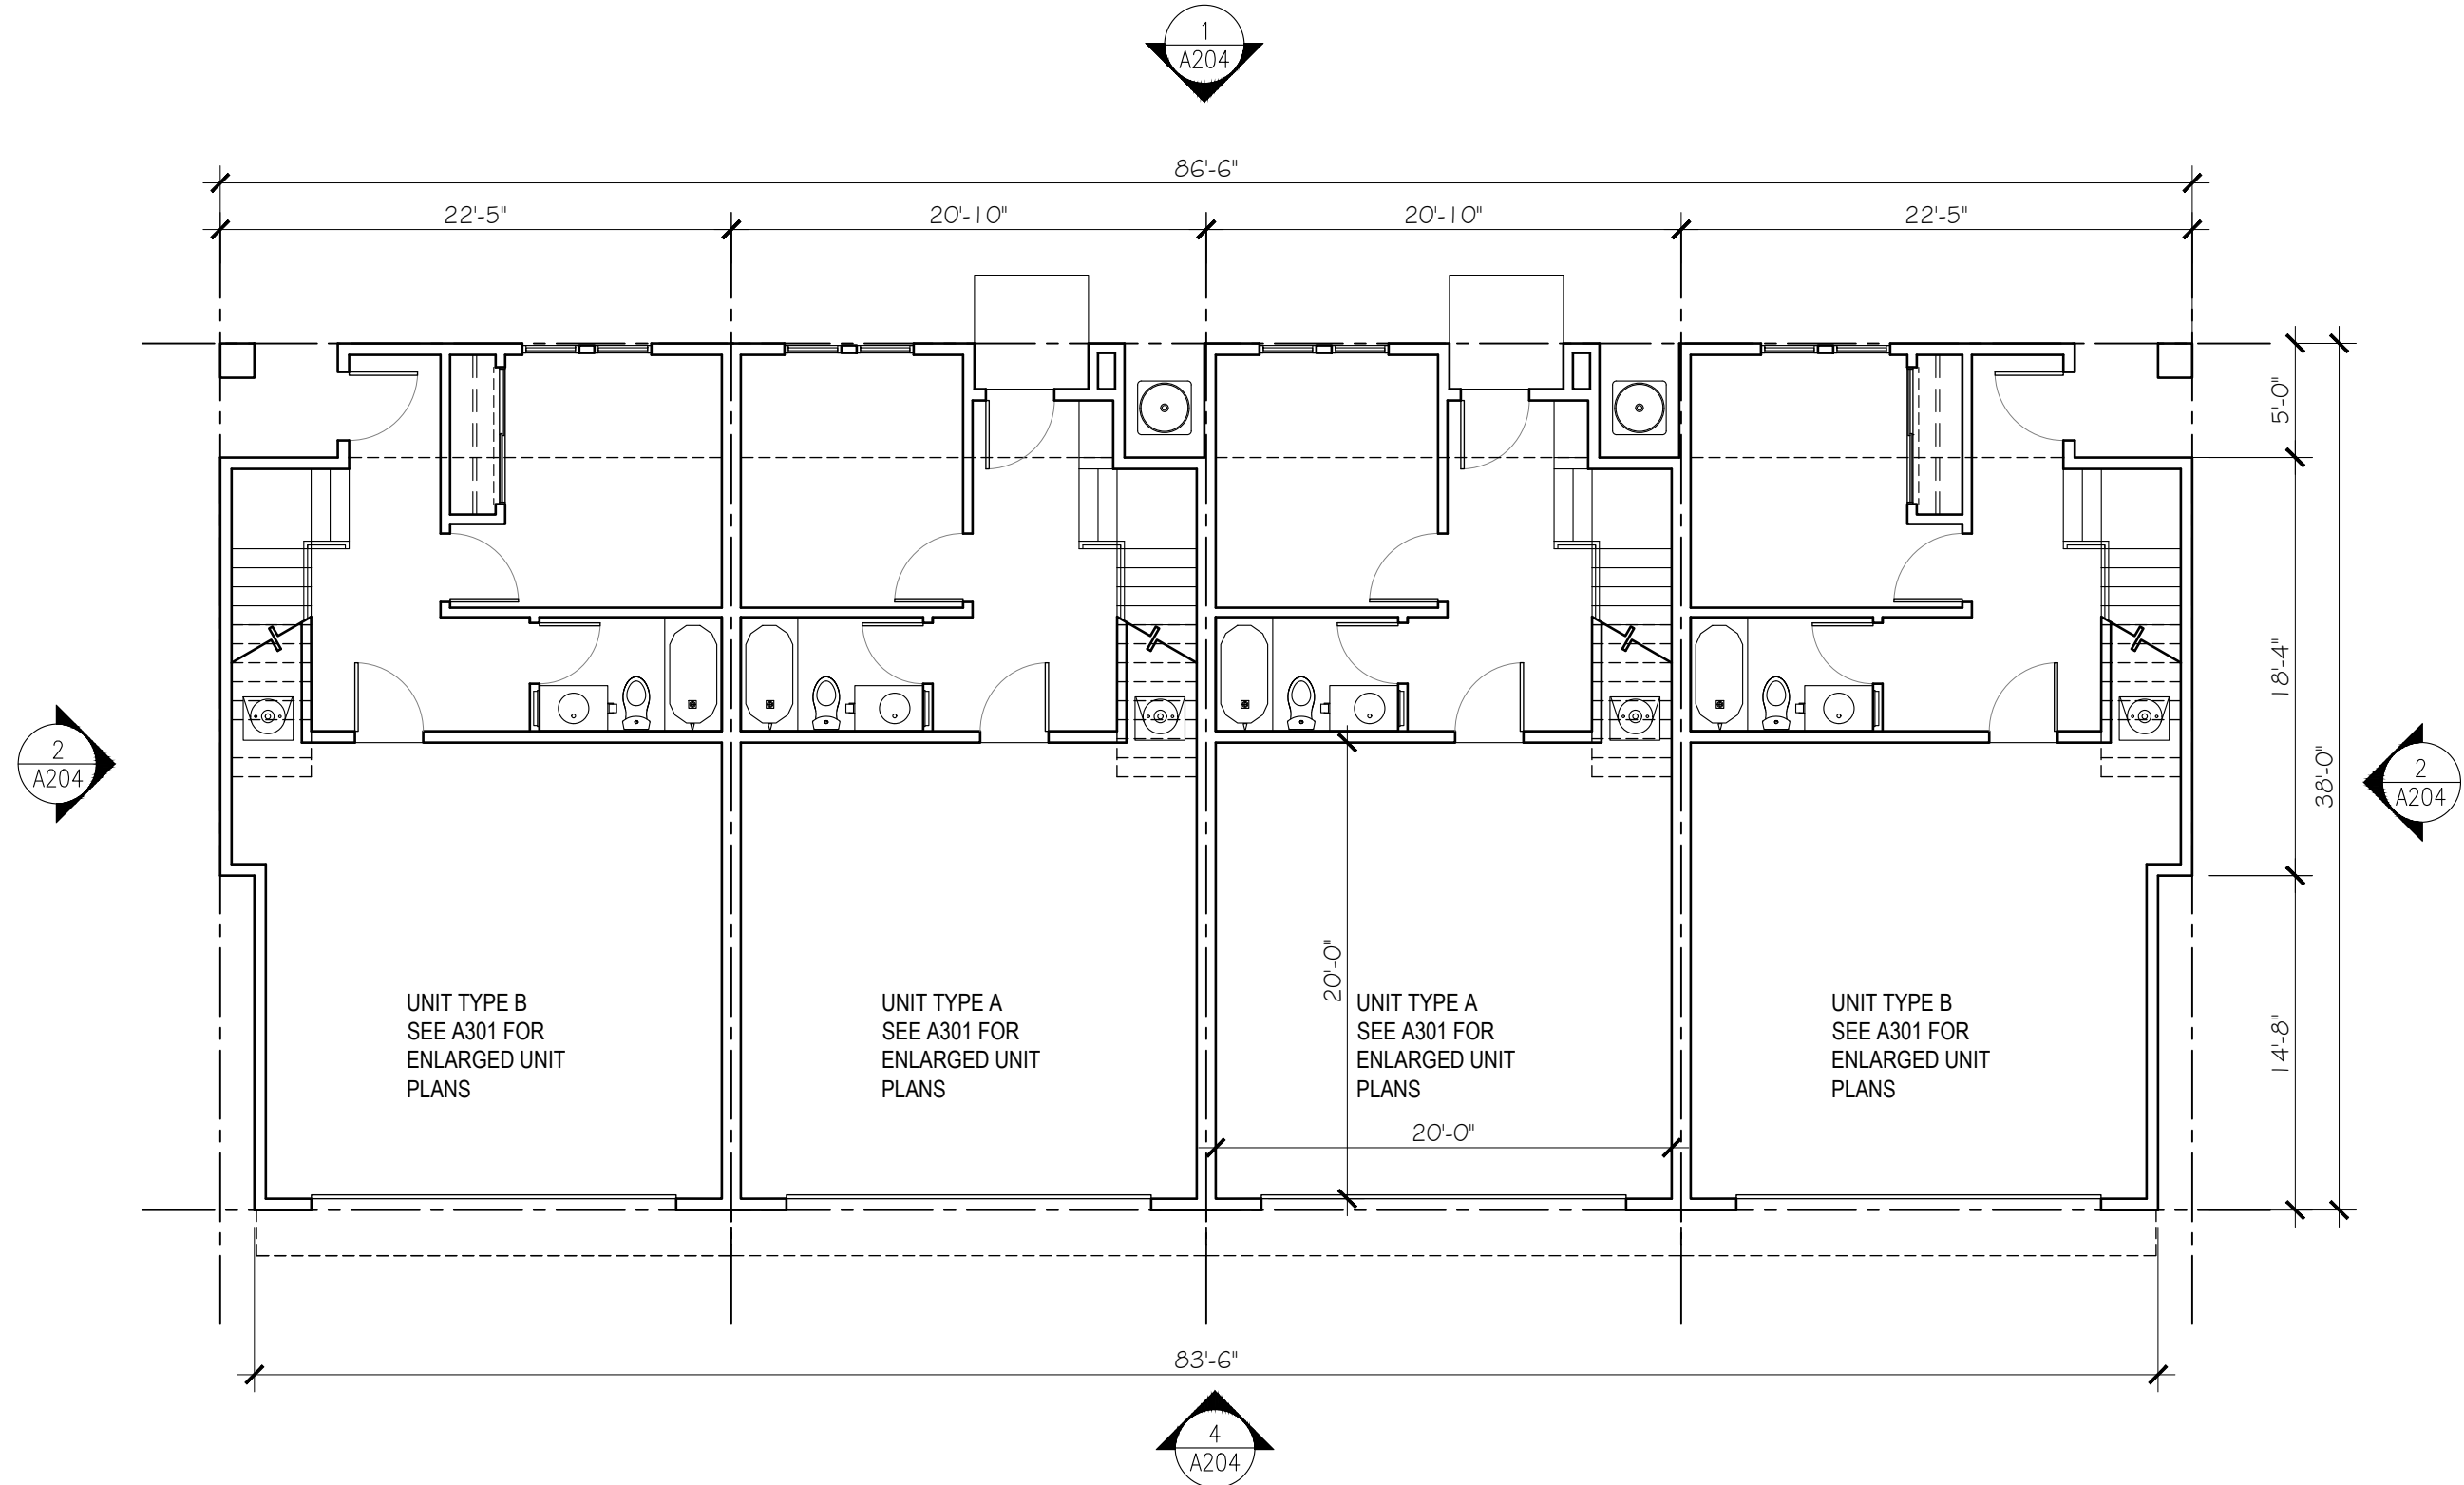 1
A204
86'-6"
22'-5"
20'-10"
20'-10"
22'-5"
5'-0"
18'-4"
38'-0"
14'-8"
2
A204
2
A204
20'-0"
UNIT TYPE B
SEE A301 FOR
ENLARGED UNIT
PLANS
UNIT TYPE A
SEE A301 FOR
ENLARGED UNIT
PLANS
UNIT TYPE A
SEE A301 FOR
ENLARGED UNIT
PLANS
UNIT TYPE B
SEE A301 FOR
ENLARGED UNIT
PLANS
20'-0"
83'-6"
4
A204